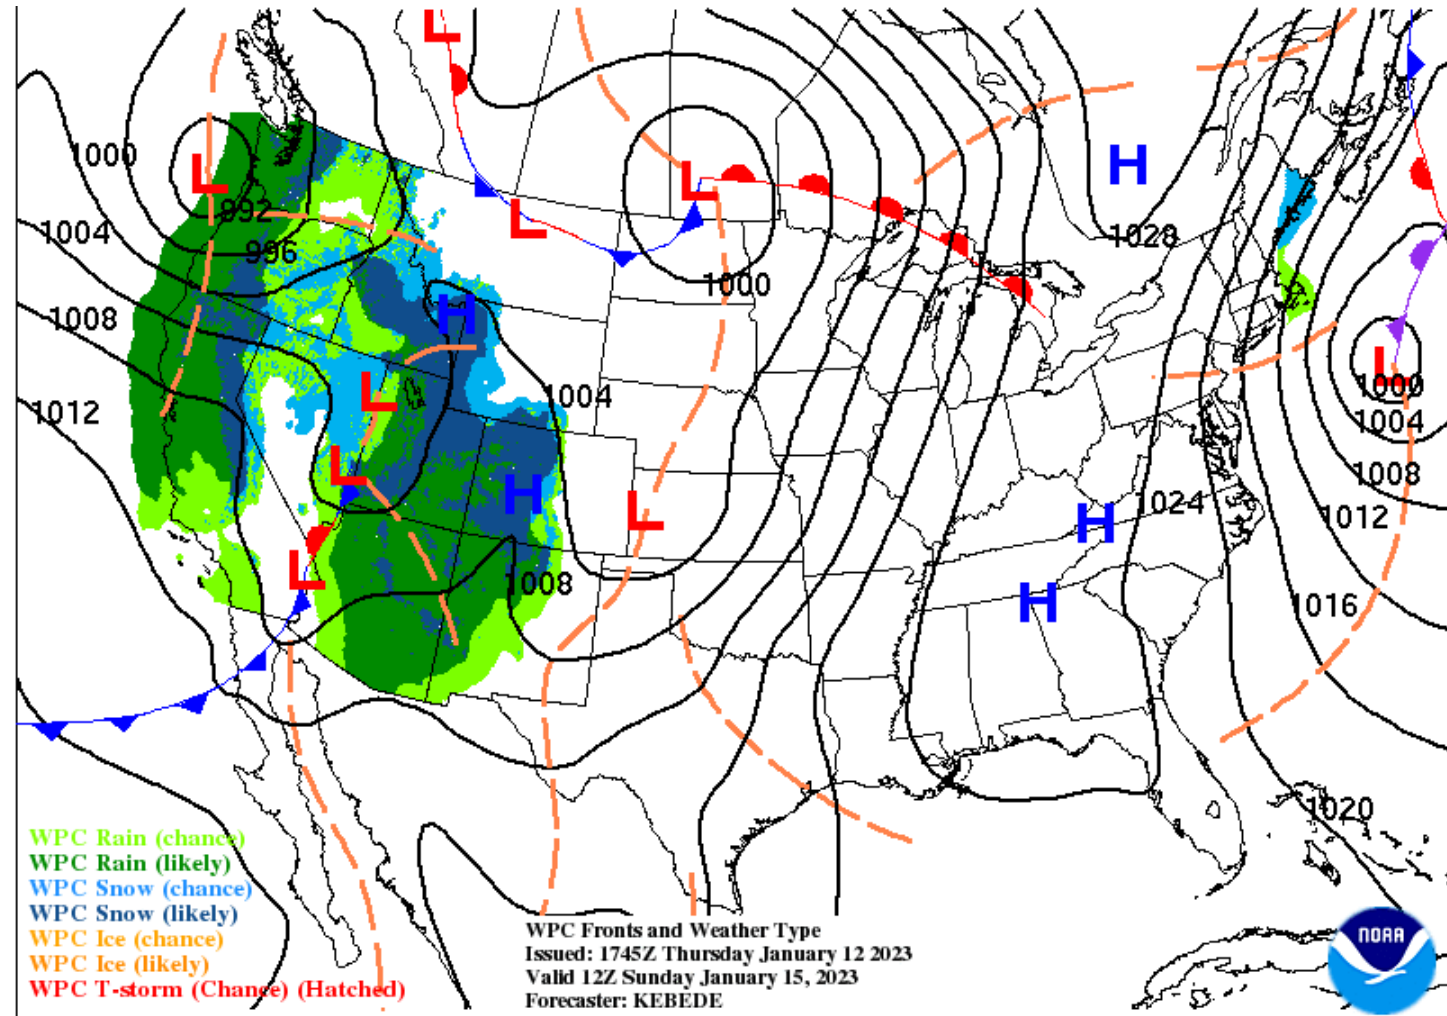 L
1000
L
L
L
H
992
1028
1004
996
1000
1008
H
L
L
1000
1004
1012
1004
L
1008
H
L
1024
H
1012
L
1008
H
1016
1020
WPC Rain (chance)
WPC Rain (likely)
WPC Snow (chance)
WPC Snow (likely)
WPC Ice (chance)
WPC Ice (likely)
WPC T-storm (Chance) (Hatched)
WPC Fronts and Weather Type
Issued: 1745Z Thursday January 12 2023
Valid 12Z Sunday January 15, 2023
Forecaster: KEBEDE
NOAA